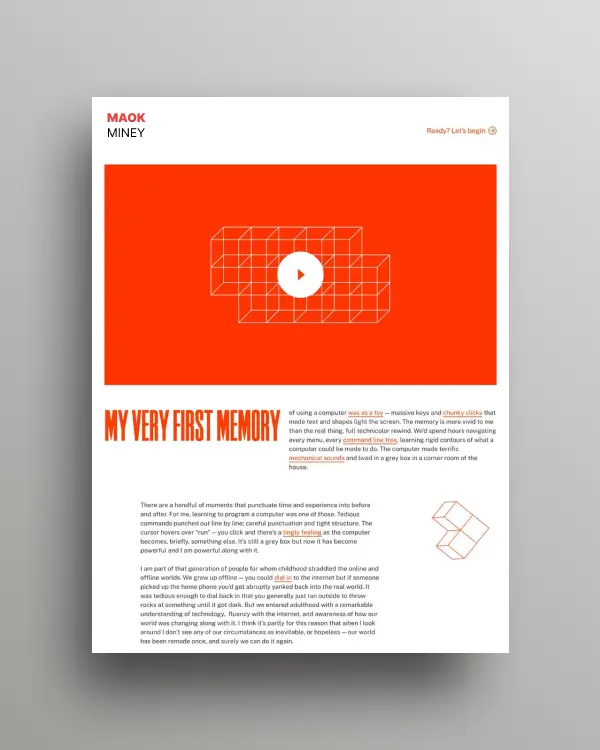 MAOK
MINEY
Ready? Let's begin
MY VERY FIRST MEMORY
of using a computer was as a toy — massive keys and chunky clicks that
made text and shapes light the screen. The memory is more vivid to me
than the real thing, full technicolor rewind. We'd spend hours navigating
every menu, every command line tree, learning rigid contours of what a
computer could be made to do. The computer made terrific
mechanical sounds and lived in a grey box in a corner room of the
house.
There are a handful of moments that punctuate time and experience into before
and after. For me, learning to program a computer was one of those. Tedious
commands punched out line by line; careful punctuation and tight structure. The
cursor hovers over "run" — you click and there's a tingly feeling as the computer
becomes, briefly, something else. It's still a grey box but now it has become
powerful and I am powerful along with it.
I am part of that generation of people for whom childhood straddled the online and
offline worlds. We grew up offline — you could dial in to the internet but if someone
picked up the home phone you'd get abruptly yanked back into the real world. It
was tedious enough to dial back in that you generally just ran outside to throw
rocks at something until it got dark. But we entered adulthood with a remarkable
understanding of technology, fluency with the internet, and awareness of how our
world was changing along with it. I think it's partly for this reason that when I look
around I don't see any of our circumstances as inevitable, or hopeless — our world
has been remade once, and surely we can do it again.